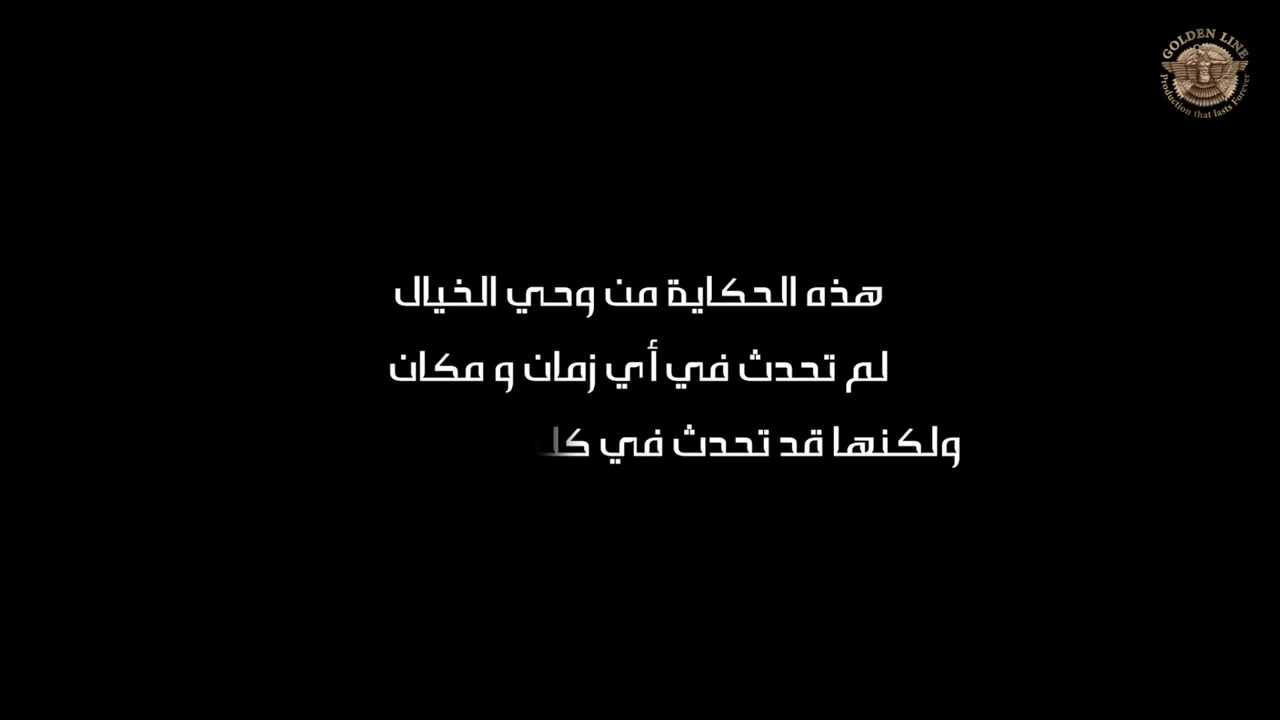 GOLDEN LINE
Production that lasts Forever
هذه الحكاية من وحي الخيال
لم تحدث في أي زمان و مكان
ولكنها قد تحدث في كل